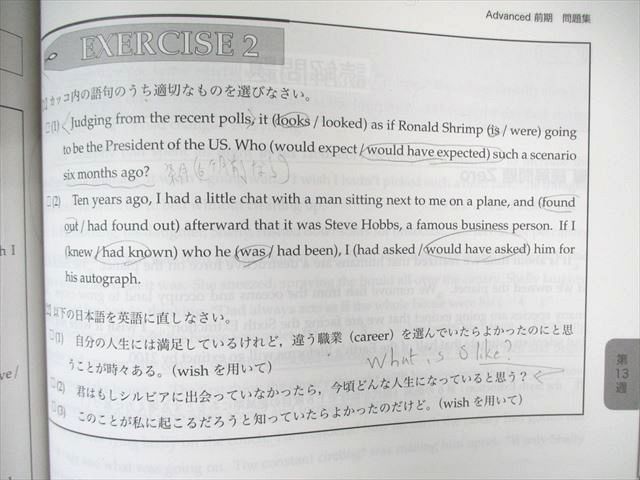 Advanced 前期 問題集
EXERCISE 2
カッコ内の語句のうち適切なものを選びなさい。
(1) Judging from the recent polls, it (looks / looked) as if Ronald Shrimp (is / were) going
to be the President of the US. Who (would expect / would have expected) such a scenario
six months ago?
(2) Ten years ago, I had a little chat with a man sitting next to me on a plane, and (found
out / had found out) afterward that it was Steve Hobbs, a famous business person. If I
(knew / had known) who he (was / had been), I (had asked / would have asked) him for
his autograph.
以下の日本語を英語に直しなさい。
(1) 自分の人生には満足しているけれど，違う職業（career）を選んでいたらよかったのにと思
うことが時々ある。（wish を用いて）
What is o like?
(2) 君はもしシルビアに出会っていなかったら，今頃どんな人生になっていると思う？
(3) このことが私に起こるだろうと知っていたらよかったのだけど。（wish を用いて）
第
13
週